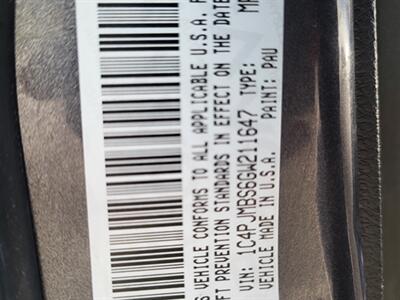 S VEHICLE CONFORMS TO ALL APPLICABLE U.S.A. F
FT PREVENTION STANDARDS IN EFFECT ON THE DATE
VIN: 1C4PJMBS6GW211647 TYPE: MP
VEHICLE MADE IN U.S.A. PAINT: PAU